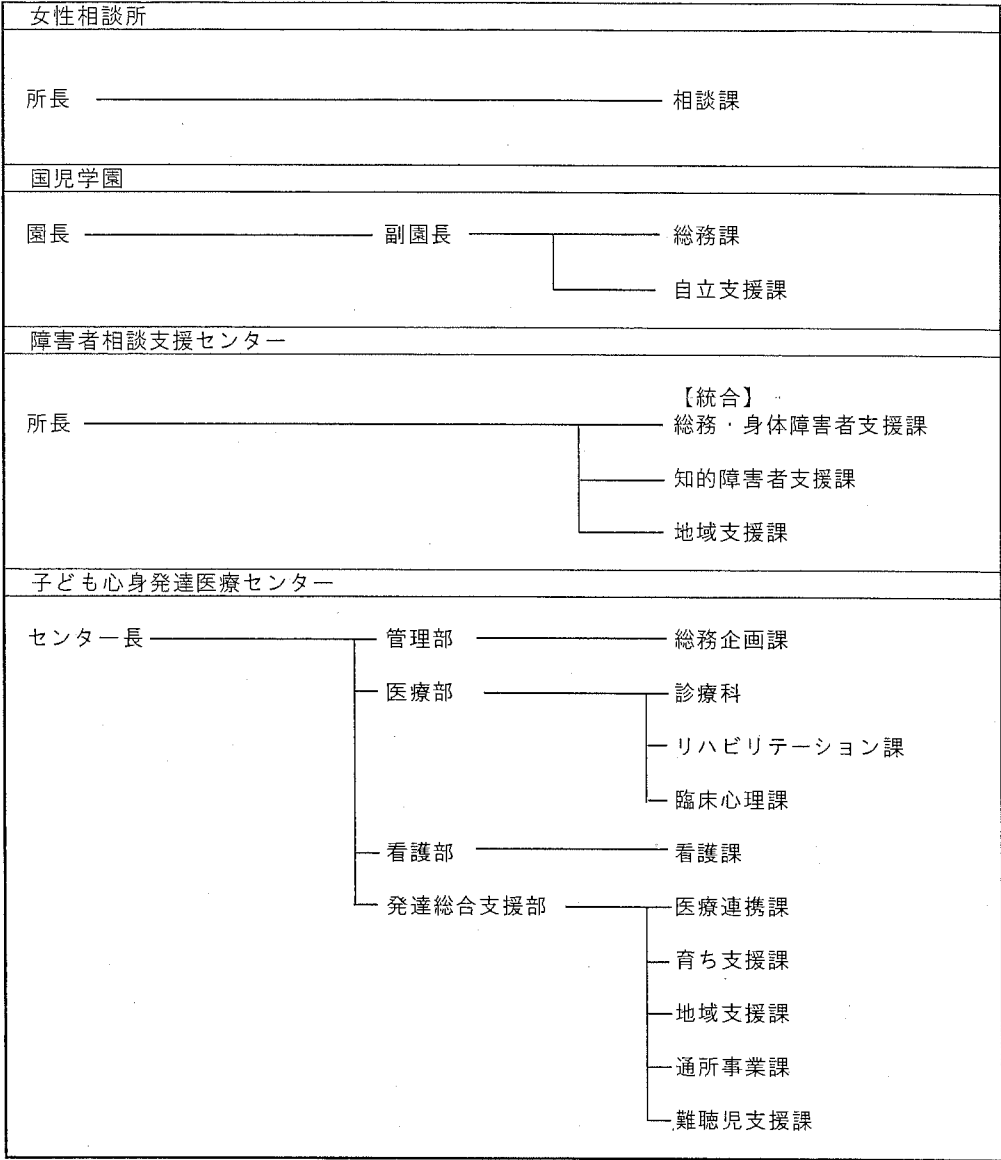 女性相談所
所長 相談課
国児学園
園長 副園長 総務課
自立支援課
障害者相談支援センター
【統合】
所長 総務・身体障害者支援課
知的障害者支援課
地域支援課
子ども心身発達医療センター
センター長 管理部 総務企画課
医療部 診療科
リハビリテーション課
臨床心理課
看護部 看護課
発達総合支援部 医療連携課
育ち支援課
地域支援課
通所事業課
難聴児支援課